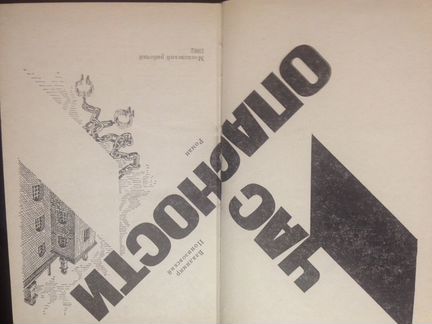 Владимир
Понизовский
ЧАС
ОПАСНОСТИ
Роман
Московский рабочий
1982